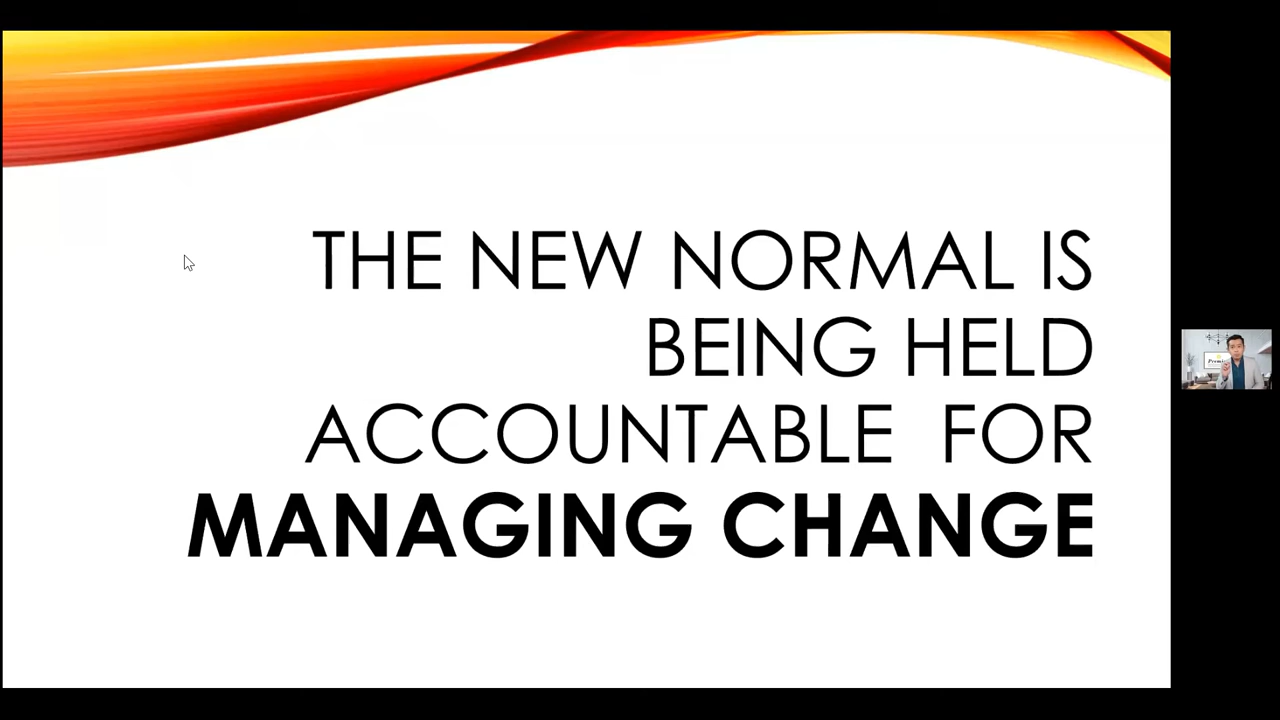 THE NEW NORMAL IS
BEING HELD
ACCOUNTABLE FOR
MANAGING CHANGE